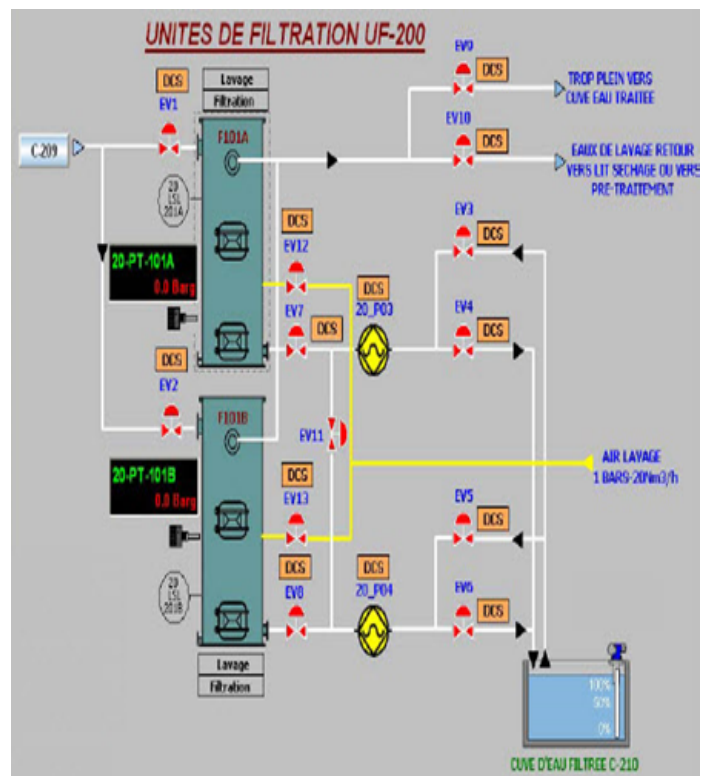 UNITES DE FILTRATION UF-200
EV9
DCS
TROP PLEIN VERS
CUVE EAU TRAITEE
DCS
EV1
Lavage
Filtration
EV10
DCS
C-209
F101A
EAUX DE LAVAGE RETOUR
VERS LIT SECHAGE OU VERS
PRE-TRAITEMENT
20
LSL
201A
DCS
EV12
EV3
DCS
20-PT-101A
0.0 Barg
DCS
20_P03
EV7
DCS
EV4
DCS
DCS
EV2
F101B
EV11
20-PT-101B
0.0 Barg
AIR LAVAGE
1 BARS-20Nm3/h
DCS
EV13
EV5
DCS
20
LSL
201B
DCS
EV8
DCS
20_P04
EV6
DCS
Lavage
Filtration
100%
50%
0%
CUVE D'EAU FILTREE C-210